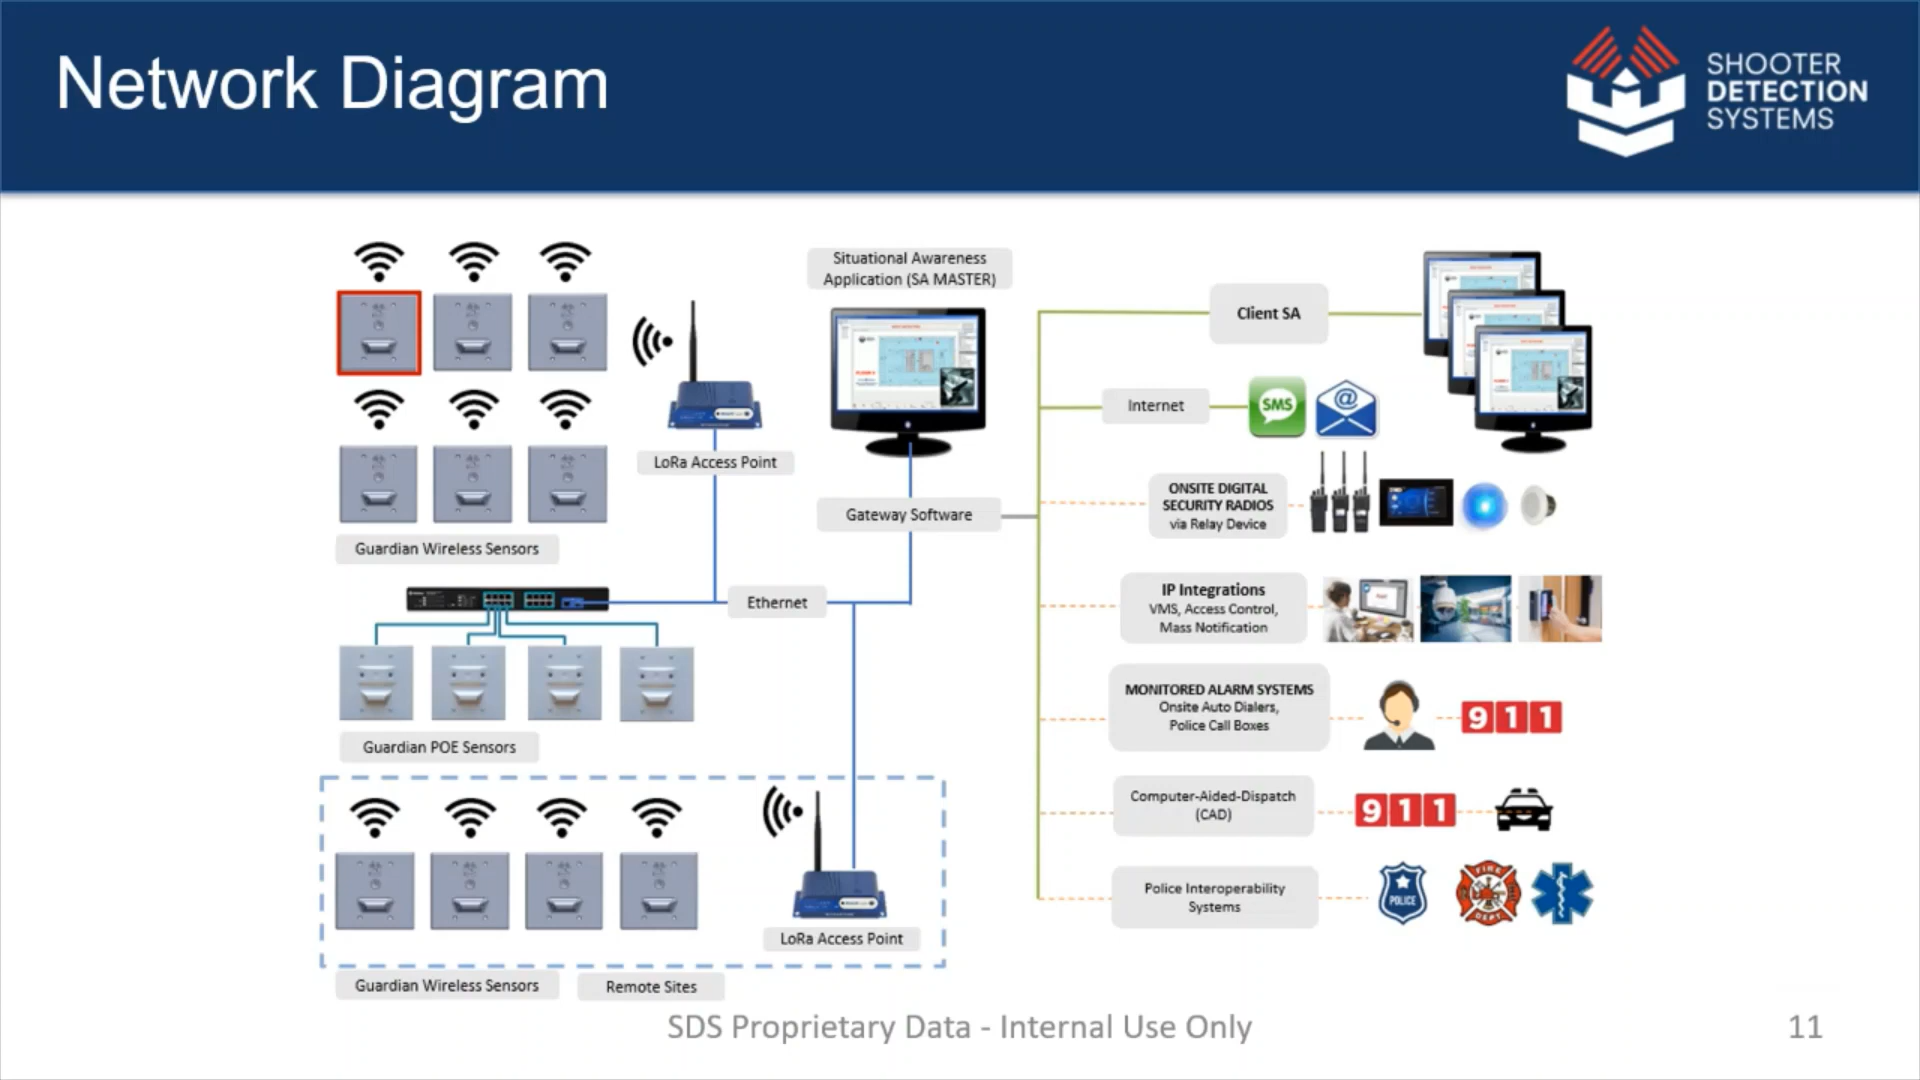 Network Diagram
SHOOTER
DETECTION
SYSTEMS
Situational Awareness
Application (SA MASTER)
Client SA
Internet
SMS
@
LoRa Access Point
Gateway Software
ONSITE DIGITAL
SECURITY RADIOS
via Relay Device
Guardian Wireless Sensors
Ethernet
IP Integrations
VMS, Access Control,
Mass Notification
Guardian POE Sensors
MONITORED ALARM SYSTEMS
Onsite Auto Dialers,
Police Call Boxes
911
Computer-Aided-Dispatch
(CAD)
911
LoRa Access Point
Police Interoperability
Systems
POLICE
FIRE
DEPT.
Guardian Wireless Sensors
Remote Sites
SDS Proprietary Data - Internal Use Only
11